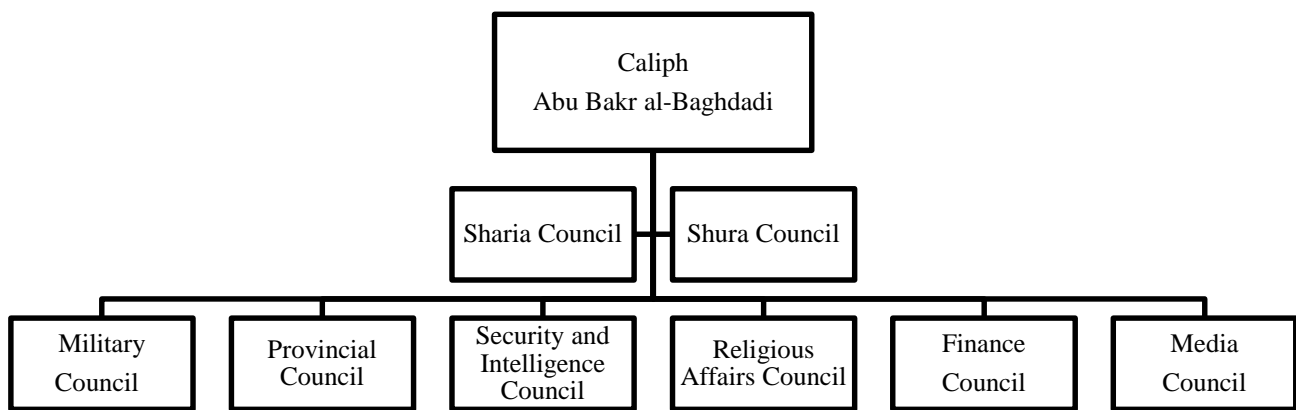 Caliph
Abu Bakr al-Baghdadi
Sharia Council
Shura Council
Military
Council
Provincial
Council
Security and
Intelligence
Council
Religious
Affairs Council
Finance
Council
Media
Council